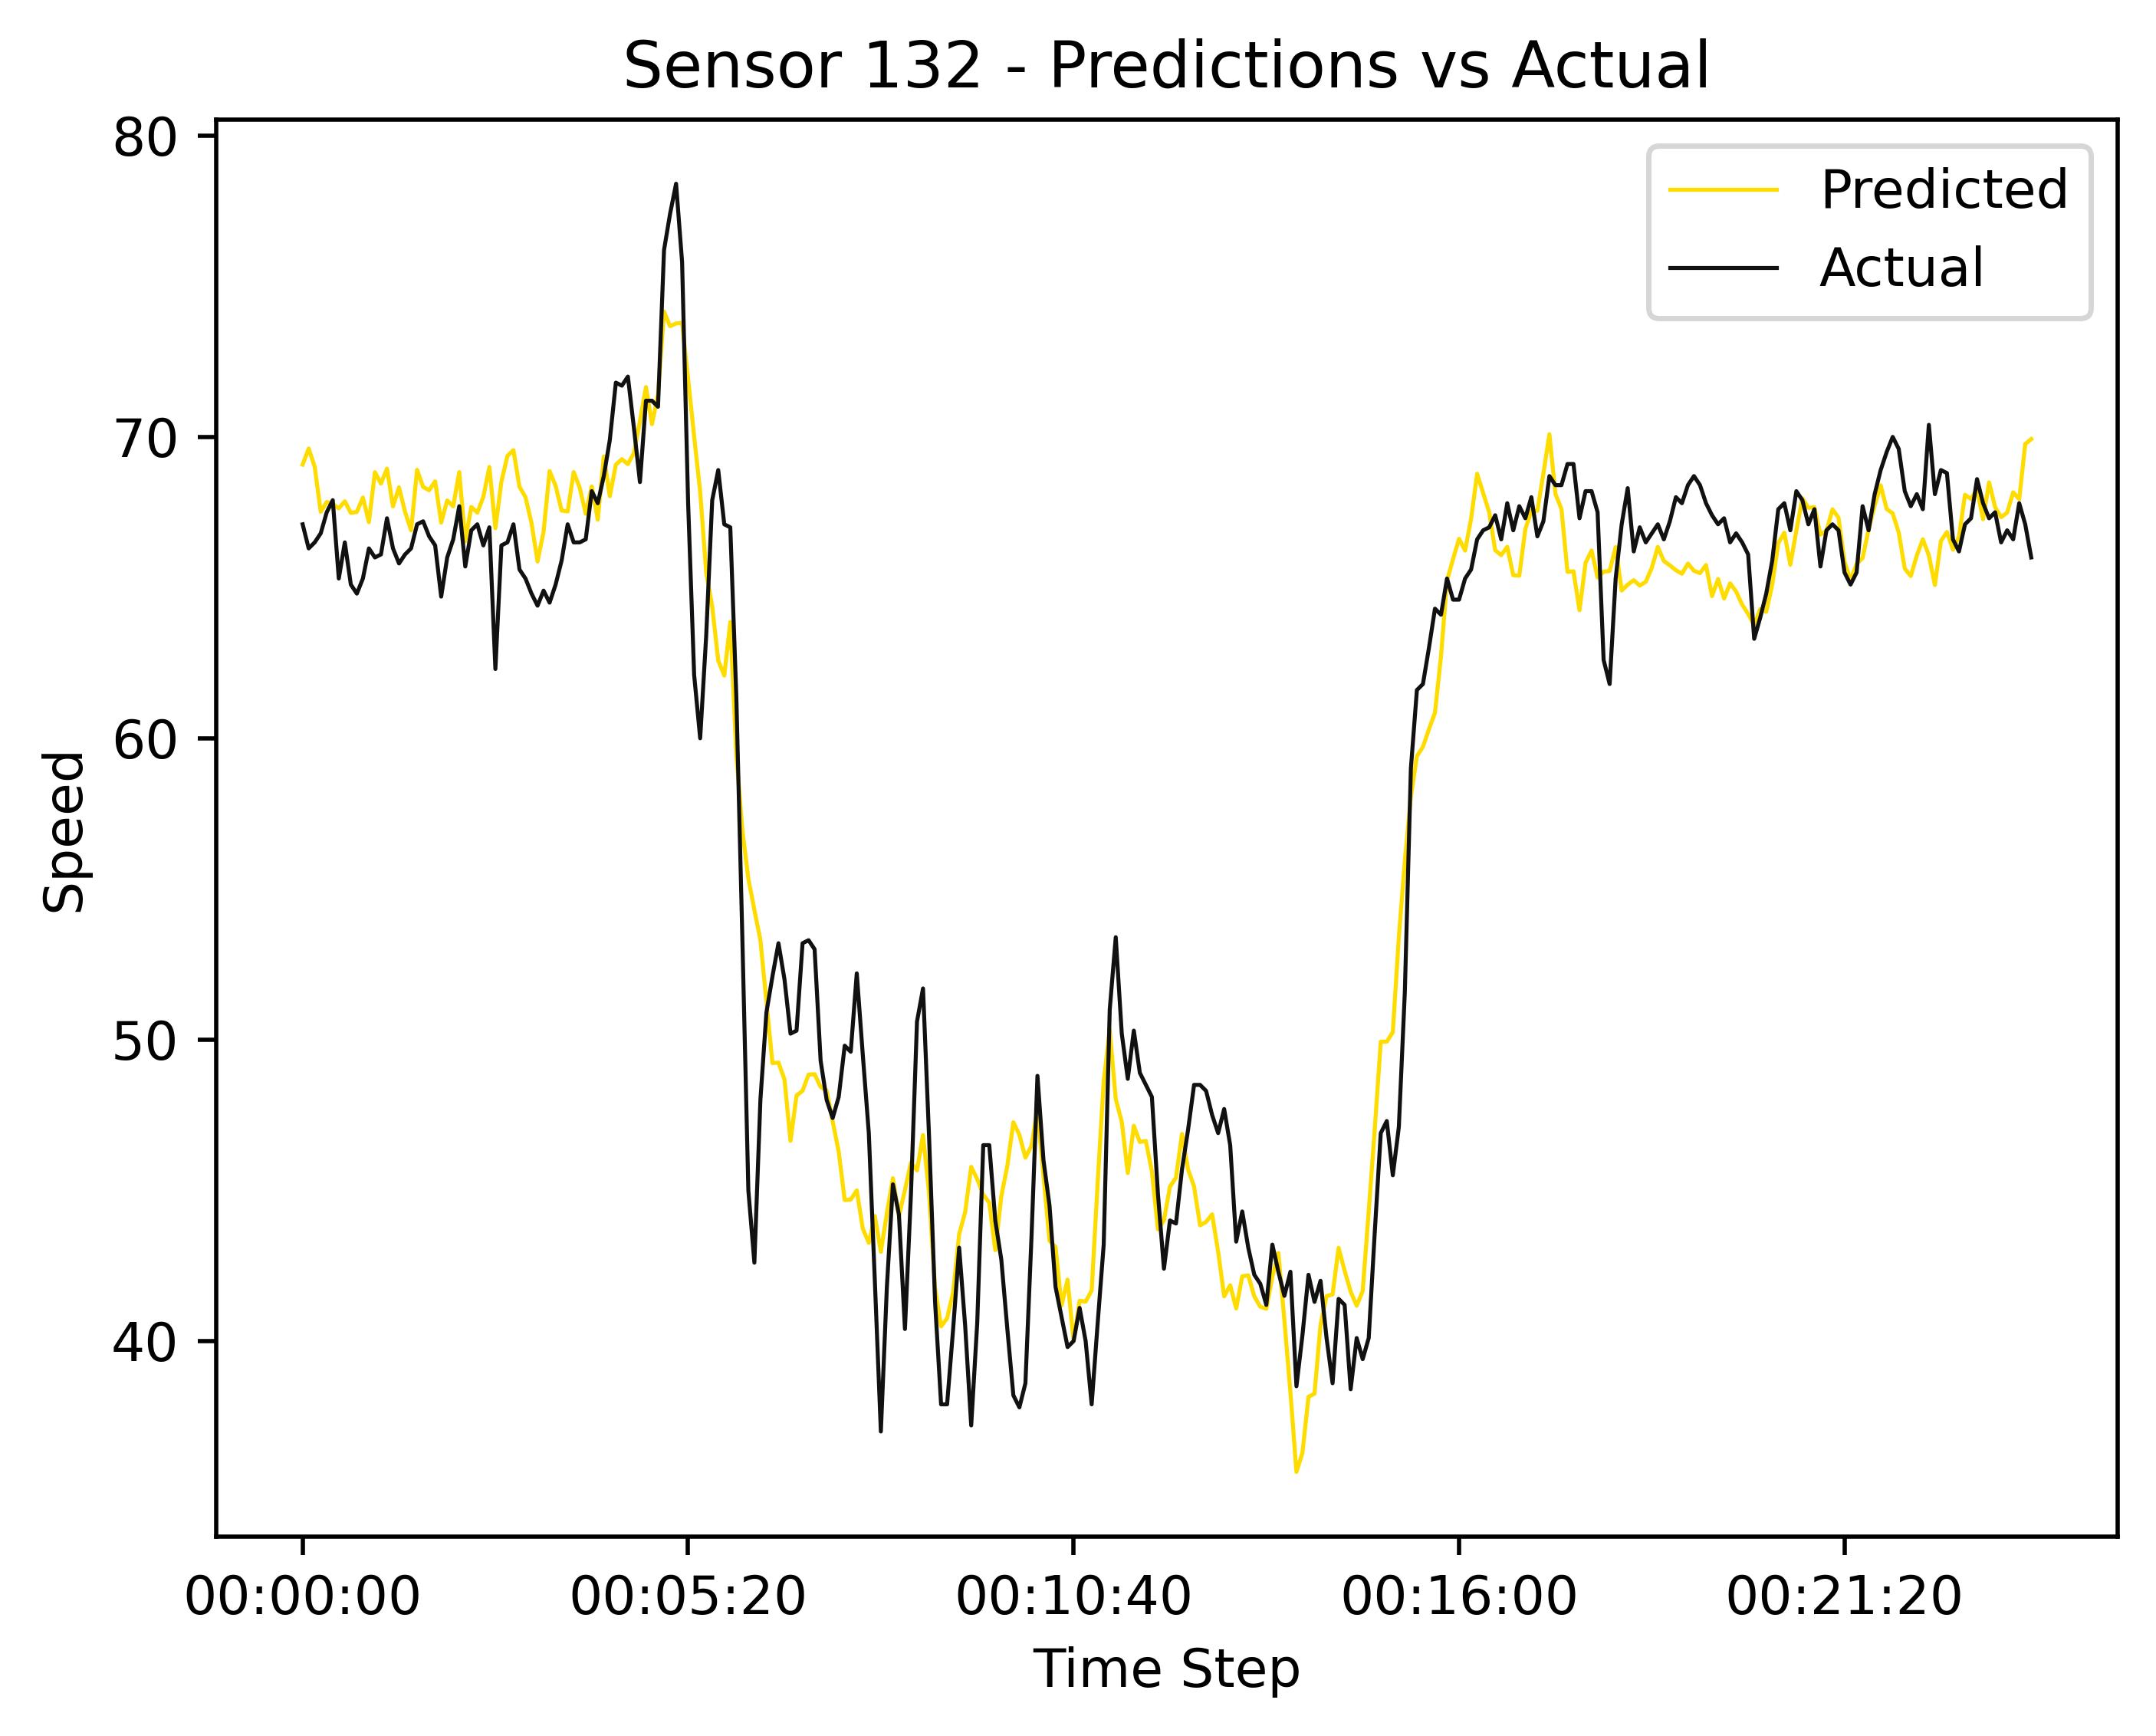 Sensor 132 - Predictions vs Actual
80
70
60
50
40
Speed
Predicted
Actual
00:00:00 00:05:20 00:10:40 00:16:00 00:21:20
Time Step